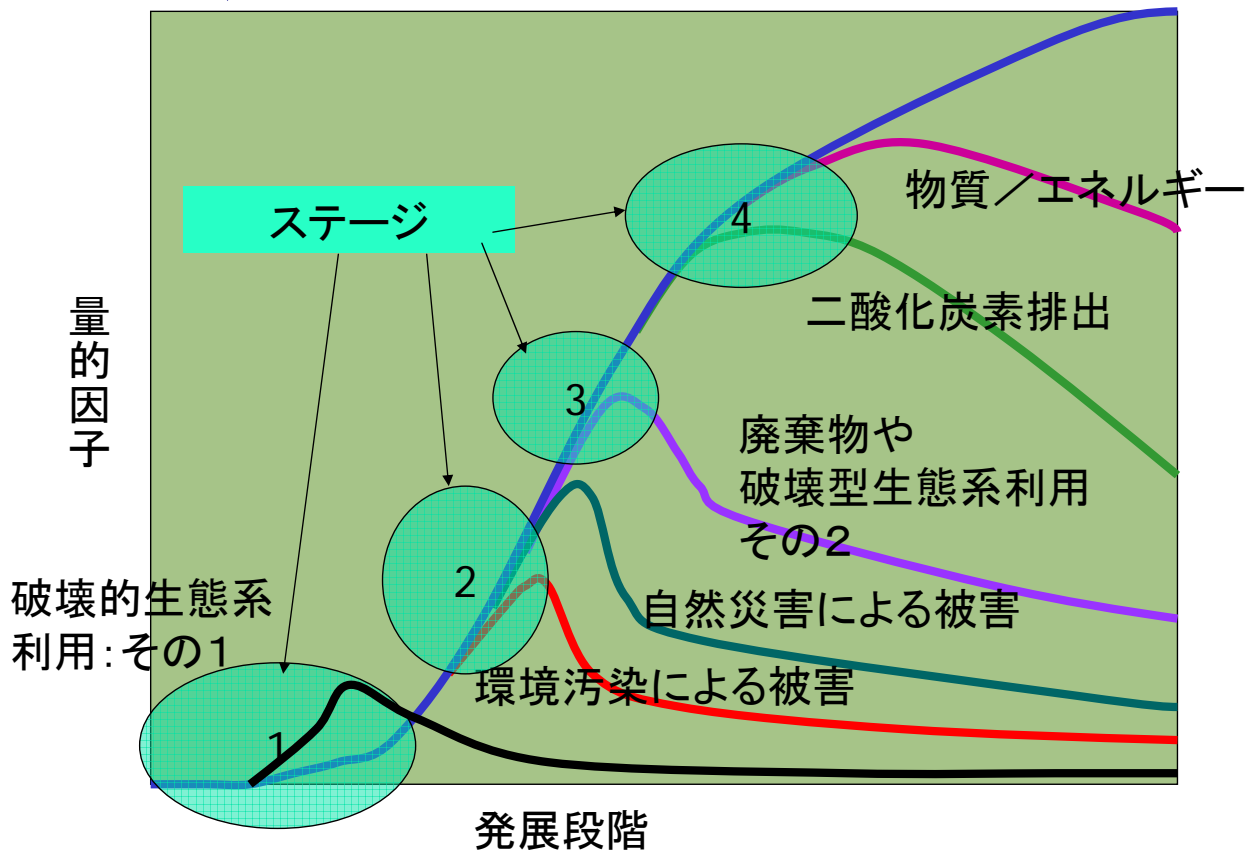 ステージ
4
物質／エネルギー
二酸化炭素排出
量的因子
3
廃棄物や
破壊型生態系利用
その２
2
破壊的生態系
利用：その１
自然災害による被害
環境汚染による被害
1
発展段階